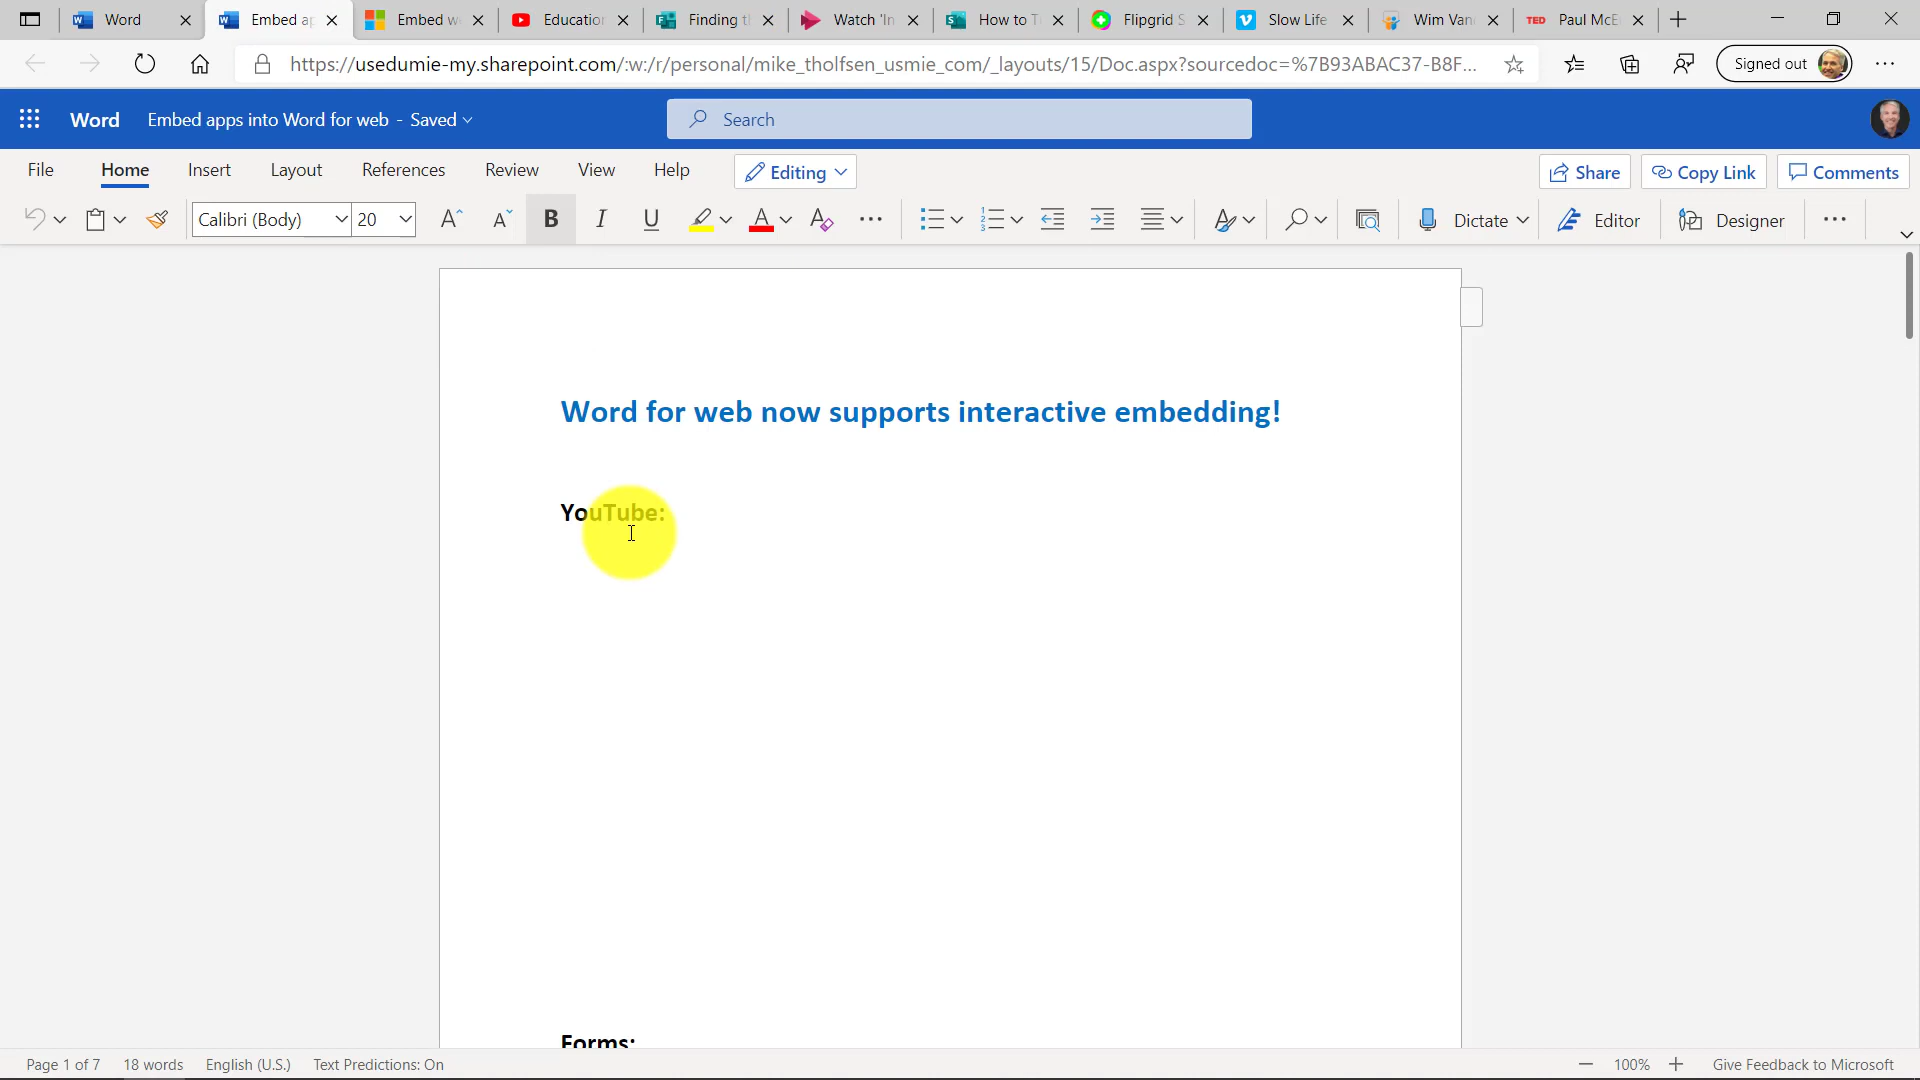 Word
Embed ap
Embed w
Education
Finding t
Watch 'In
How to T
Flipgrid S
Slow Life
Wim Van
TED Paul McE
https://usedumie-my.sharepoint.com/:w:/r/personal/mike_tholfsen_usmie_com/_layouts/15/Doc.aspx?sourcedoc=%7B93ABAC37-B8F...
Signed out
Word Embed apps into Word for web - Saved
Search
File Home Insert Layout References Review View Help Editing Share Copy Link Comments
Calibri (Body) 20 B I U A Dictate Editor Designer
Word for web now supports interactive embedding!
YouTube:
Forms:
Page 1 of 7 18 words English (U.S.) Text Predictions: On 100% Give Feedback to Microsoft